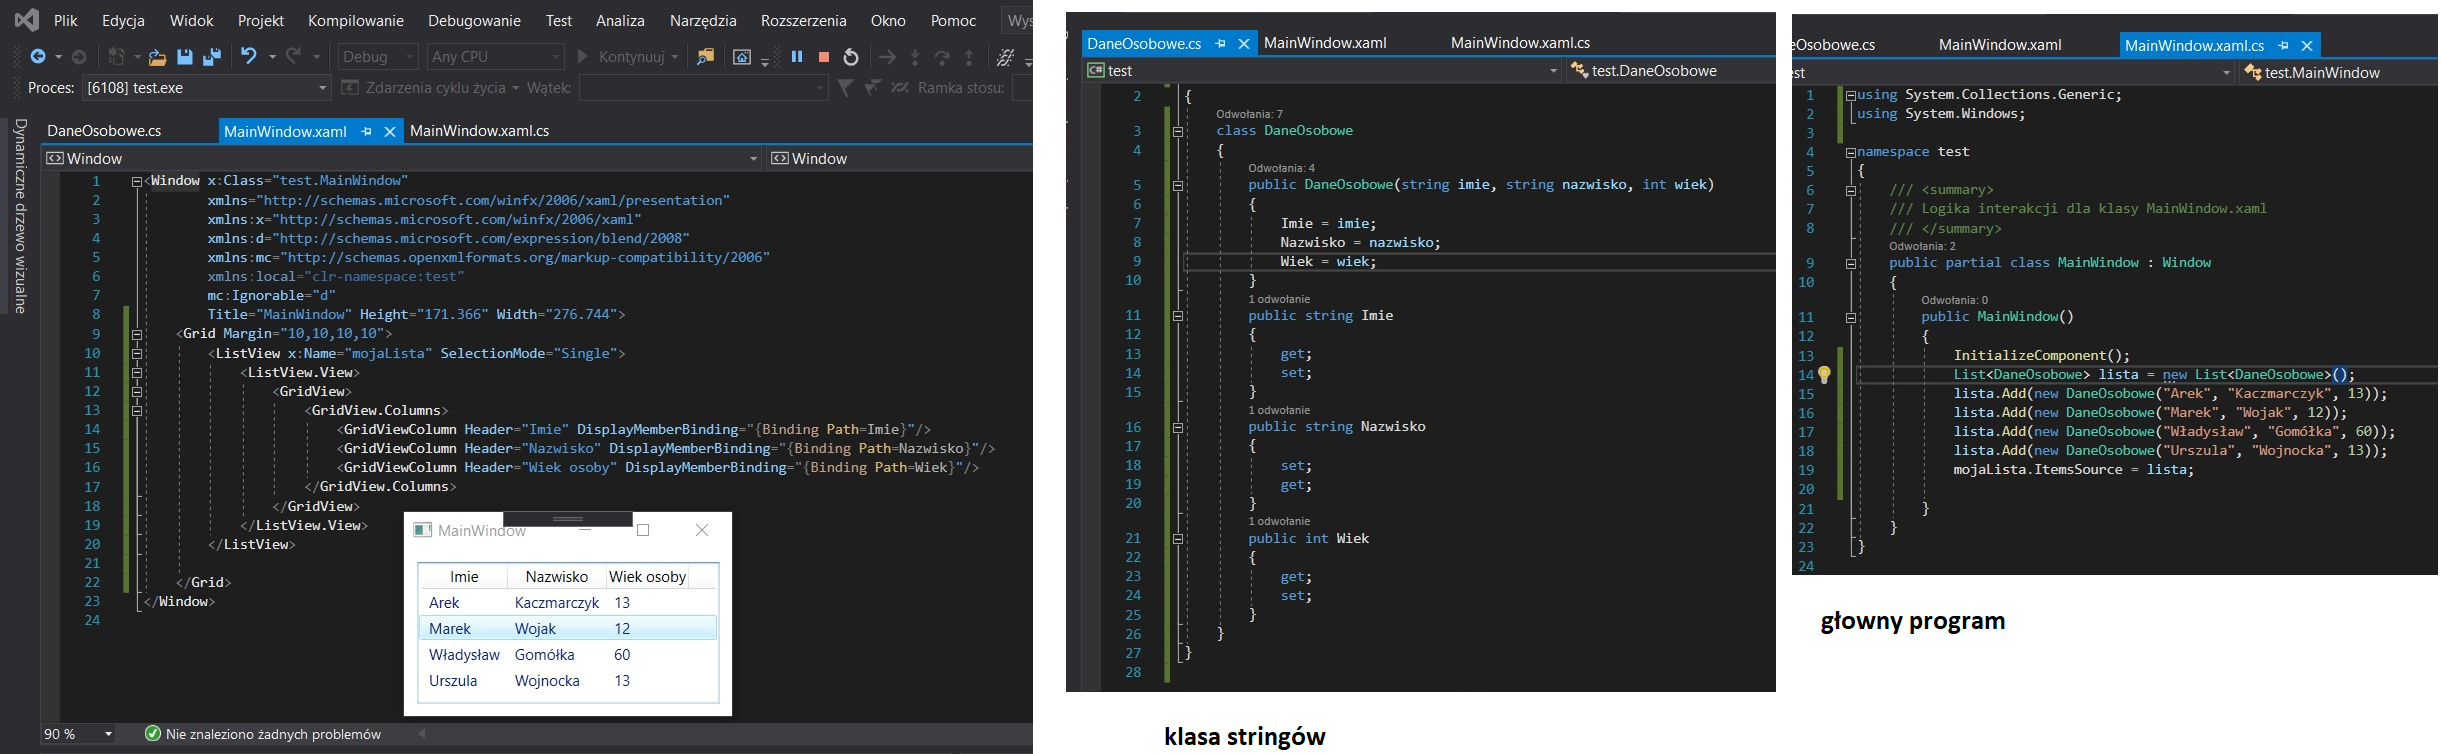 Plik Edycja Widok Projekt Kompilowanie Debugowanie Test Analiza Narzędzia Rozszerzenia Okno Pomoc Wys
Debug Any CPU Kontynuuj
Proces: [6108] test.exe Zdarzenia cyklu życia Wątek: Ramka stosu:
Dynamiczne drzewo wizualne
DaneOsobowe.cs MainWindow.xaml MainWindow.xaml.cs
Window Window
1 <Window x:Class="test.MainWindow"
2 xmlns="http://schemas.microsoft.com/winfx/2006/xaml/presentation"
3 xmlns:x="http://schemas.microsoft.com/winfx/2006/xaml"
4 xmlns:d="http://schemas.microsoft.com/expression/blend/2008"
5 xmlns:mc="http://schemas.openxmlformats.org/markup-compatibility/2006"
6 xmlns:local="clr-namespace:test"
7 mc:Ignorable="d"
8 Title="MainWindow" Height="171.366" Width="276.744">
9 <Grid Margin="10,10,10,10">
10 <ListView x:Name="mojaLista" SelectionMode="Single">
11 <ListView.View>
12 <GridView>
13 <GridView.Columns>
14 <GridViewColumn Header="Imie" DisplayMemberBinding="{Binding Path=Imie}"/>
15 <GridViewColumn Header="Nazwisko" DisplayMemberBinding="{Binding Path=Nazwisko}"/>
16 <GridViewColumn Header="Wiek osoby" DisplayMemberBinding="{Binding Path=Wiek}"/>
17 </GridView.Columns>
18 </GridView>
19 </ListView.View>
20 </ListView>
21
22 </Grid>
23 </Window>
24
MainWindow
Imie Nazwisko Wiek osoby
Arek Kaczmarczyk 13
Marek Wojak 12
Władysław Gomółka 60
Urszula Wojnocka 13
90 % Nie znaleziono żadnych problemów
DaneOsobowe.cs MainWindow.xaml MainWindow.xaml.cs
test test.DaneOsobowe
2 {
Odwołania: 7
3 class DaneOsobowe
4 {
Odwołania: 4
5 public DaneOsobowe(string imie, string nazwisko, int wiek)
6 {
7 Imie = imie;
8 Nazwisko = nazwisko;
9 Wiek = wiek;
10 }
1 odwołanie
11 public string Imie
12 {
13 get;
14 set;
15 }
1 odwołanie
16 public string Nazwisko
17 {
18 set;
19 get;
20 }
1 odwołanie
21 public int Wiek
22 {
23 get;
24 set;
25 }
26 }
27 }
28
klasa stringów
eOsobowe.cs MainWindow.xaml MainWindow.xaml.cs
est test.MainWindow
1 using System.Collections.Generic;
2 using System.Windows;
3
4 namespace test
5 {
6 /// <summary>
7 /// Logika interakcji dla klasy MainWindow.xaml
8 /// </summary>
Odwołania: 2
9 public partial class MainWindow : Window
10 {
Odwołania: 0
11 public MainWindow()
12 {
13 InitializeComponent();
14 List<DaneOsobowe> lista = new List<DaneOsobowe>();
15 lista.Add(new DaneOsobowe("Arek", "Kaczmarczyk", 13));
16 lista.Add(new DaneOsobowe("Marek", "Wojak", 12));
17 lista.Add(new DaneOsobowe("Władysław", "Gomółka", 60));
18 lista.Add(new DaneOsobowe("Urszula", "Wojnocka", 13));
19 mojaLista.ItemsSource = lista;
20
21 }
22 }
23 }
24
głowny program